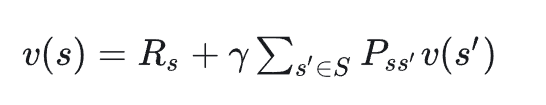 v(s) = R_s + γ ∑_{s'∈S} P_{ss'} v(s')